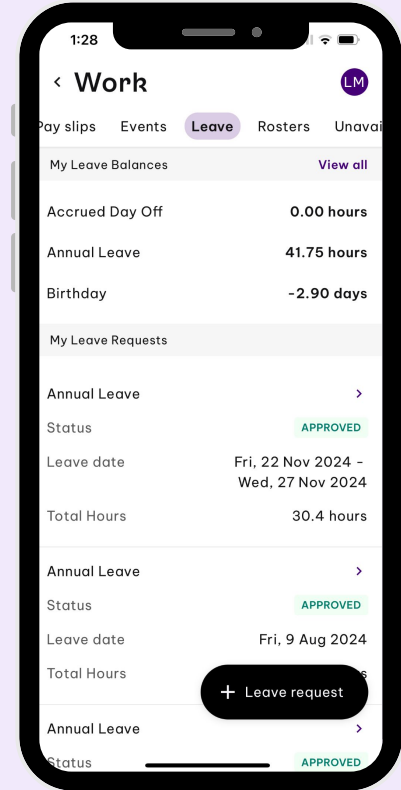 1:28
Work
LM
Pay slips Events Leave Rosters Unavai
My Leave Balances View all
Accrued Day Off 0.00 hours
Annual Leave 41.75 hours
Birthday -2.90 days
My Leave Requests
Annual Leave
Status APPROVED
Leave date Fri, 22 Nov 2024 –
Wed, 27 Nov 2024
Total Hours 30.4 hours
Annual Leave
Status APPROVED
Leave date Fri, 9 Aug 2024
Total Hours
+ Leave request
Annual Leave
Status APPROVED